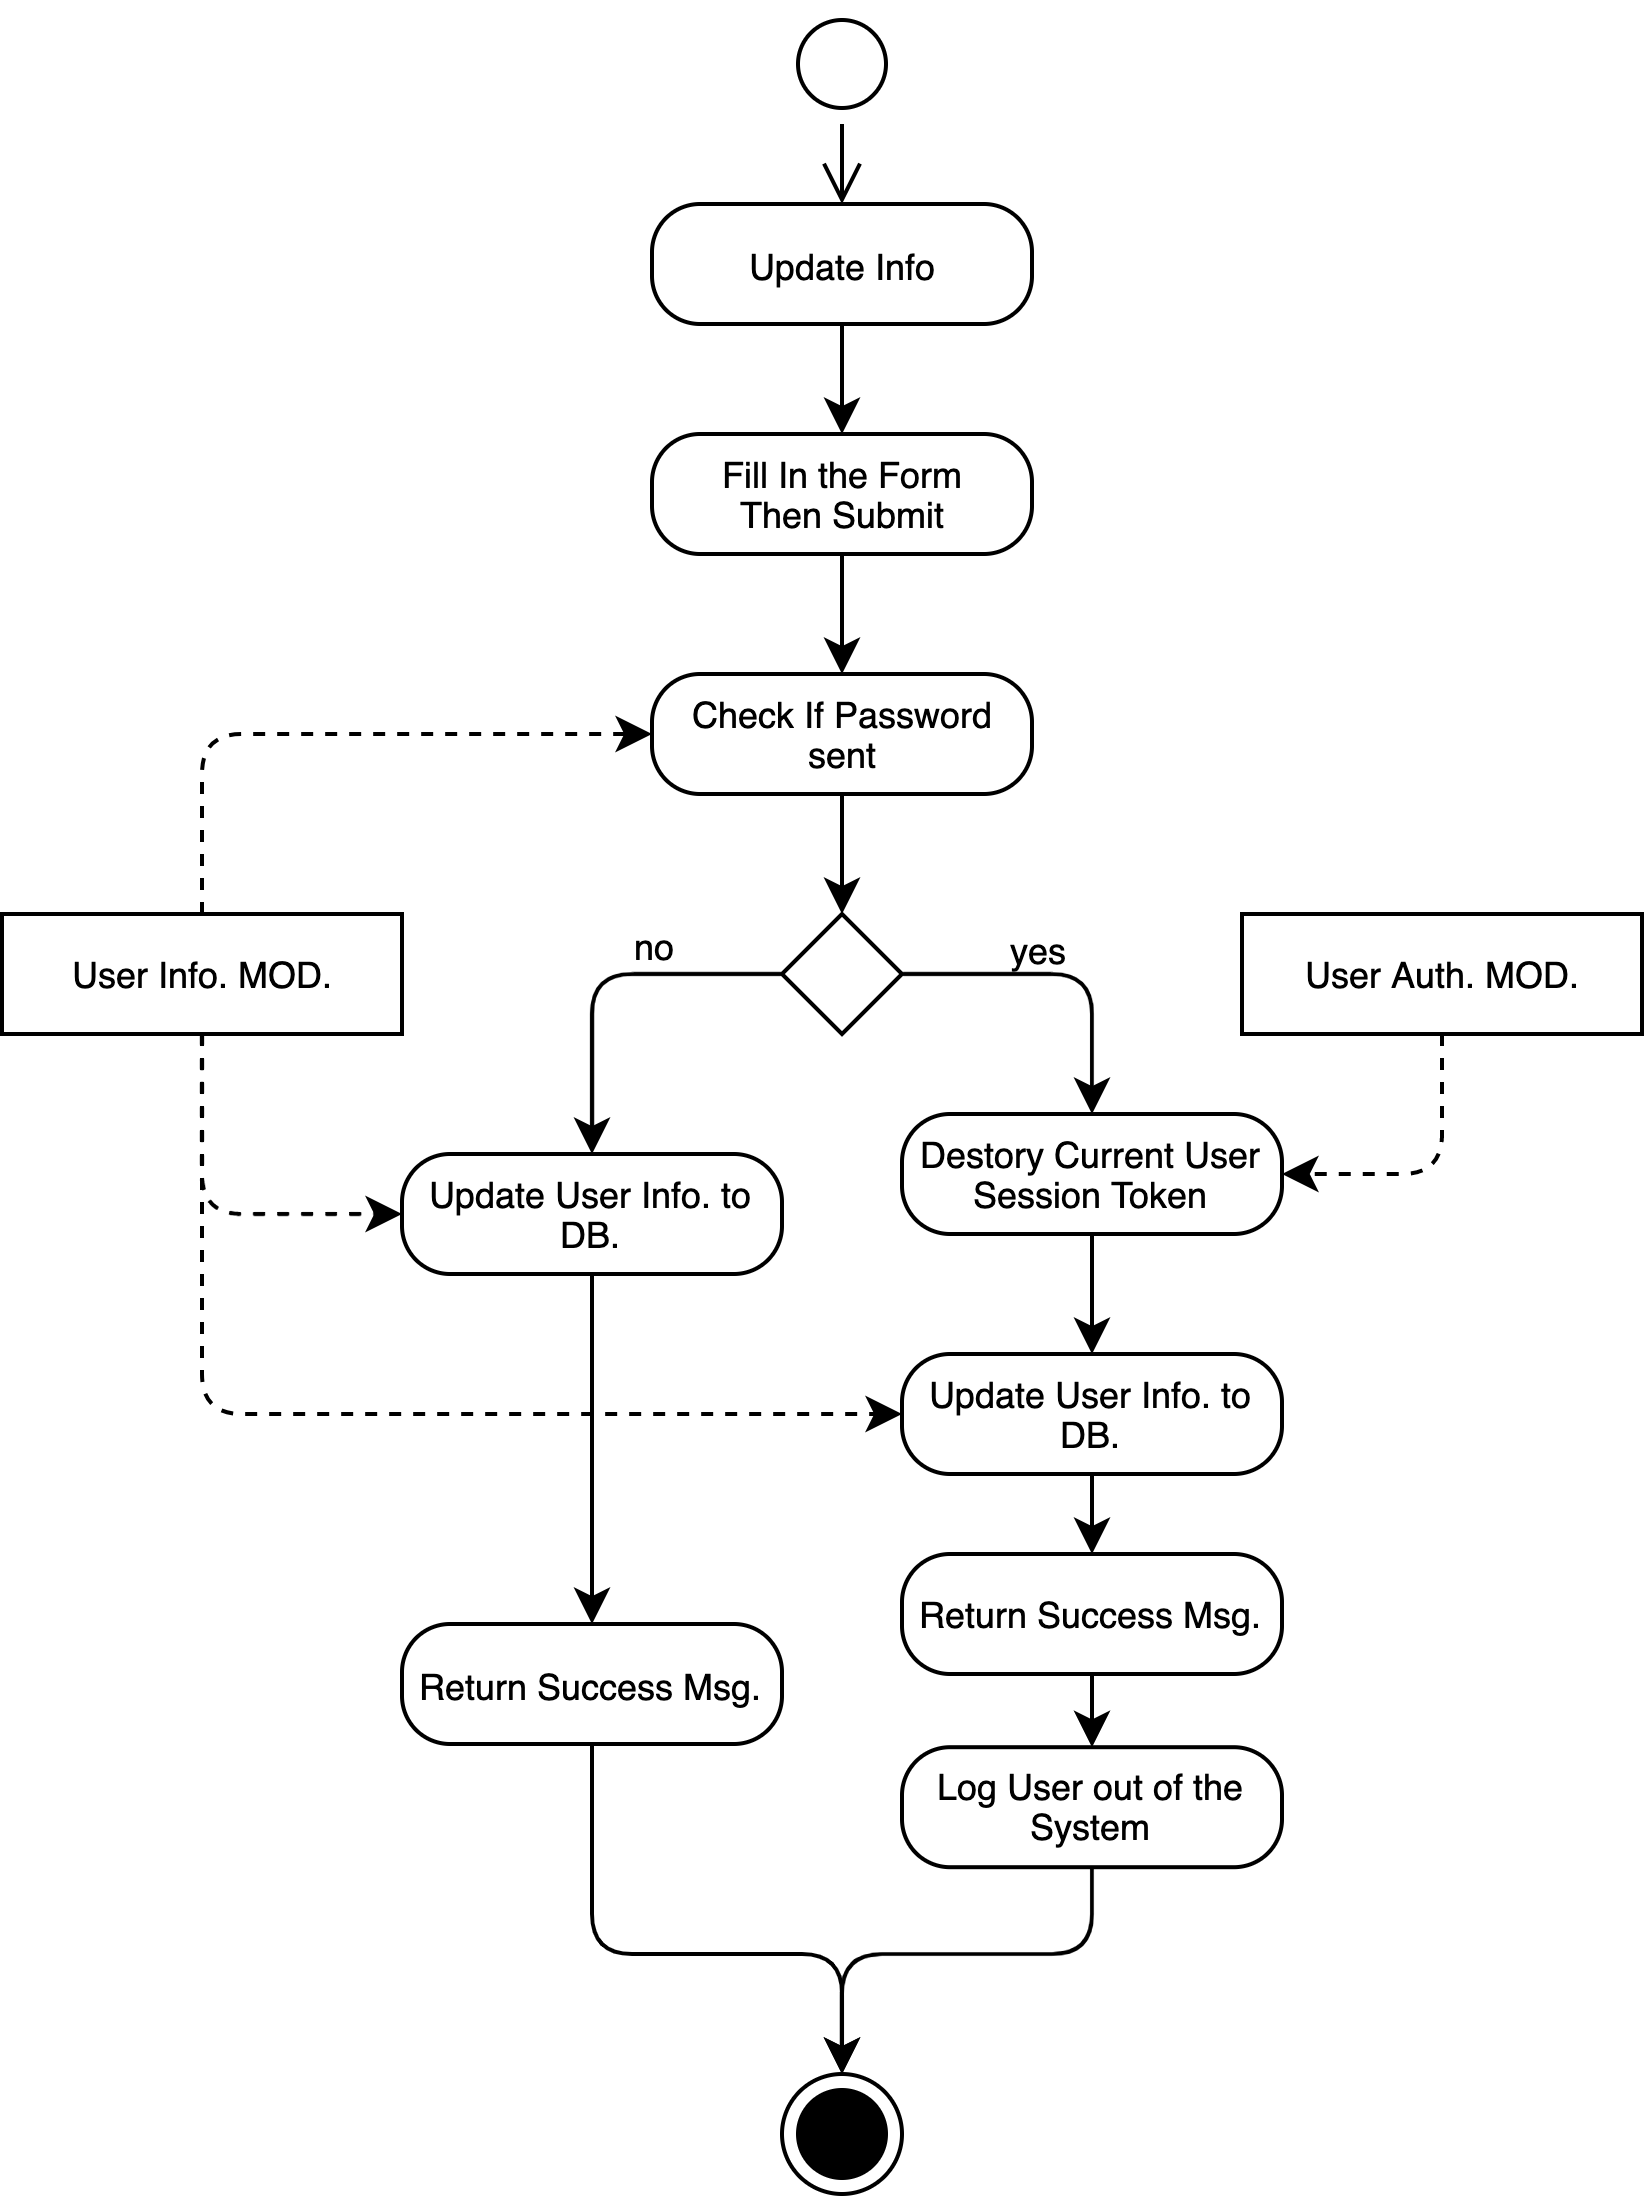 Update Info
Fill In the Form
Then Submit
Check If Password
sent
no
yes
User Info. MOD.
User Auth. MOD.
Destory Current User
Session Token
Update User Info. to
DB.
Update User Info. to
DB.
Return Success Msg.
Return Success Msg.
Log User out of the
System